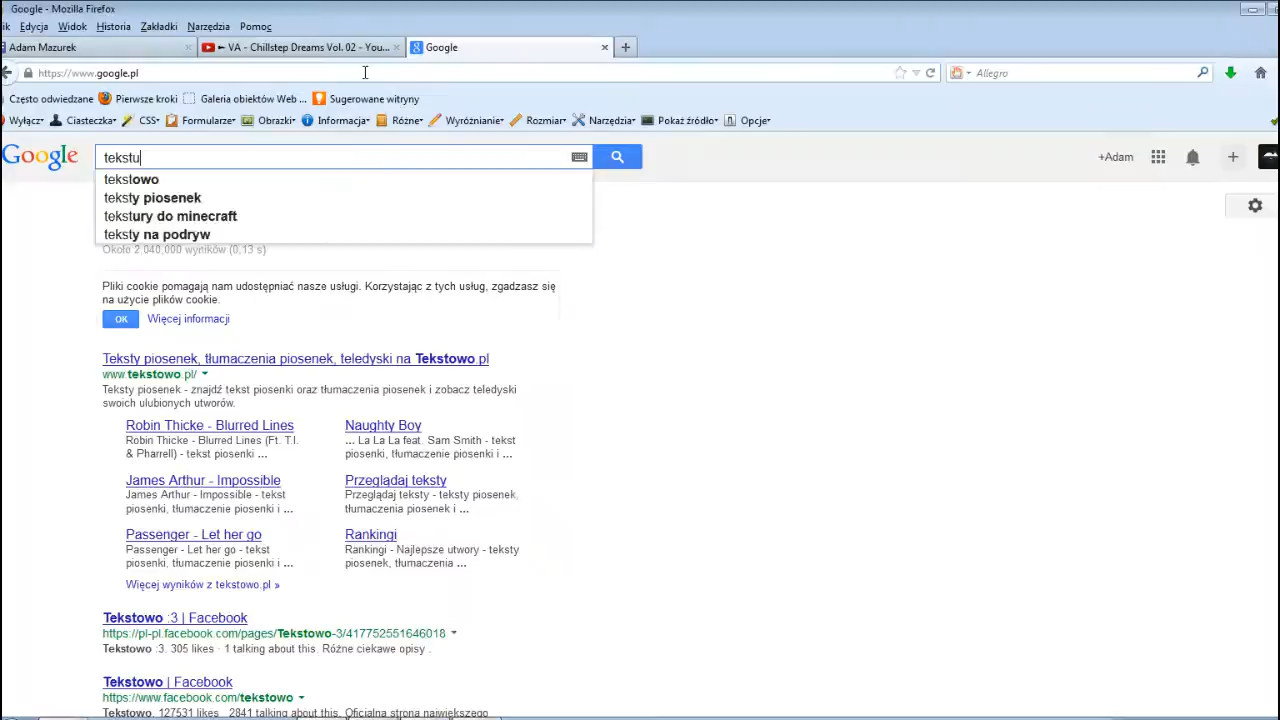 Google - Mozilla Firefox
ik Edycja Widok Historia Zakładki Narzędzia Pomoc
Adam Mazurek × VA - Chillstep Dreams Vol. 02 - You... × Google × +
https://www.google.pl Allegro
Często odwiedzane Pierwsze kroki Galeria obiektów Web ... Sugerowane witryny
Wyłącz Ciasteczka CSS Formularze Obrazki Informacja Różne Wyróżnianie Rozmiar Narzędzia Pokaż źródło Opcje
Google tekstu +Adam
tekstowo
teksty piosenek
tekstury do minecraft
teksty na podryw
Około 2,040,000 wyników (0,13 s)
Pliki cookie pomagają nam udostępniać nasze usługi. Korzystając z tych usług, zgadzasz się
na użycie plików cookie.
OK Więcej informacji
Teksty piosenek, tłumaczenia piosenek, teledyski na Tekstowo.pl
www.tekstowo.pl/
Teksty piosenek - znajdź tekst piosenki oraz tłumaczenia piosenek i zobacz teledyski
swoich ulubionych utworów.
Robin Thicke - Blurred Lines
Robin Thicke - Blurred Lines (Ft. T.I.
& Pharrell) - tekst piosenki ...
Naughty Boy
... La La La feat. Sam Smith - tekst
piosenki, tłumaczenie piosenki i ...
James Arthur - Impossible
James Arthur - Impossible - tekst
piosenki, tłumaczenie piosenki i ...
Przeglądaj teksty
Przeglądaj teksty - teksty piosenek,
tłumaczenia piosenek i ...
Passenger - Let her go
Passenger - Let her go - tekst
piosenki, tłumaczenie piosenki i ...
Rankingi
Rankingi - Najlepsze utwory - teksty
piosenek, tłumaczenia ...
Więcej wyników z tekstowo.pl »
Tekstowo :3 | Facebook
https://pl-pl.facebook.com/pages/Tekstowo-3/417752551646018
Tekstowo :3. 305 likes · 1 talking about this. Różne ciekawe opisy .
Tekstowo | Facebook
https://www.facebook.com/tekstowo
Tekstowo. 127531 likes · 2841 talking about this. Oficialna strona największego